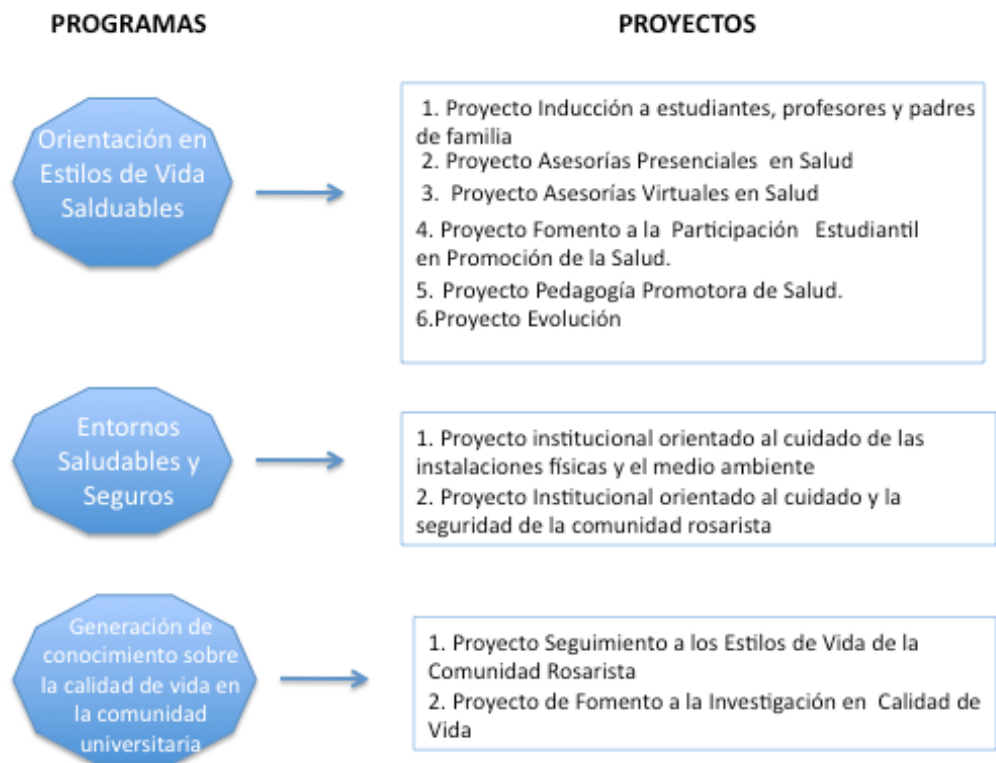 PROGRAMAS
PROYECTOS
Orientación en
Estilos de Vida
Salduables
1. Proyecto Inducción a estudiantes, profesores y padres
de familia
2. Proyecto Asesorías Presenciales en Salud
3. Proyecto Asesorías Virtuales en Salud
4. Proyecto Fomento a la Participación Estudiantil
en Promoción de la Salud.
5. Proyecto Pedagogía Promotora de Salud.
6.Proyecto Evolución
Entornos
Saludables y
Seguros
1. Proyecto institucional orientado al cuidado de las
instalaciones físicas y el medio ambiente
2. Proyecto Institucional orientado al cuidado y la
seguridad de la comunidad rosarista
Generación de
conocimiento sobre
la calidad de vida en
la comunidad
universitaria
1. Proyecto Seguimiento a los Estilos de Vida de la
Comunidad Rosarista
2. Proyecto de Fomento a la Investigación en Calidad de
Vida